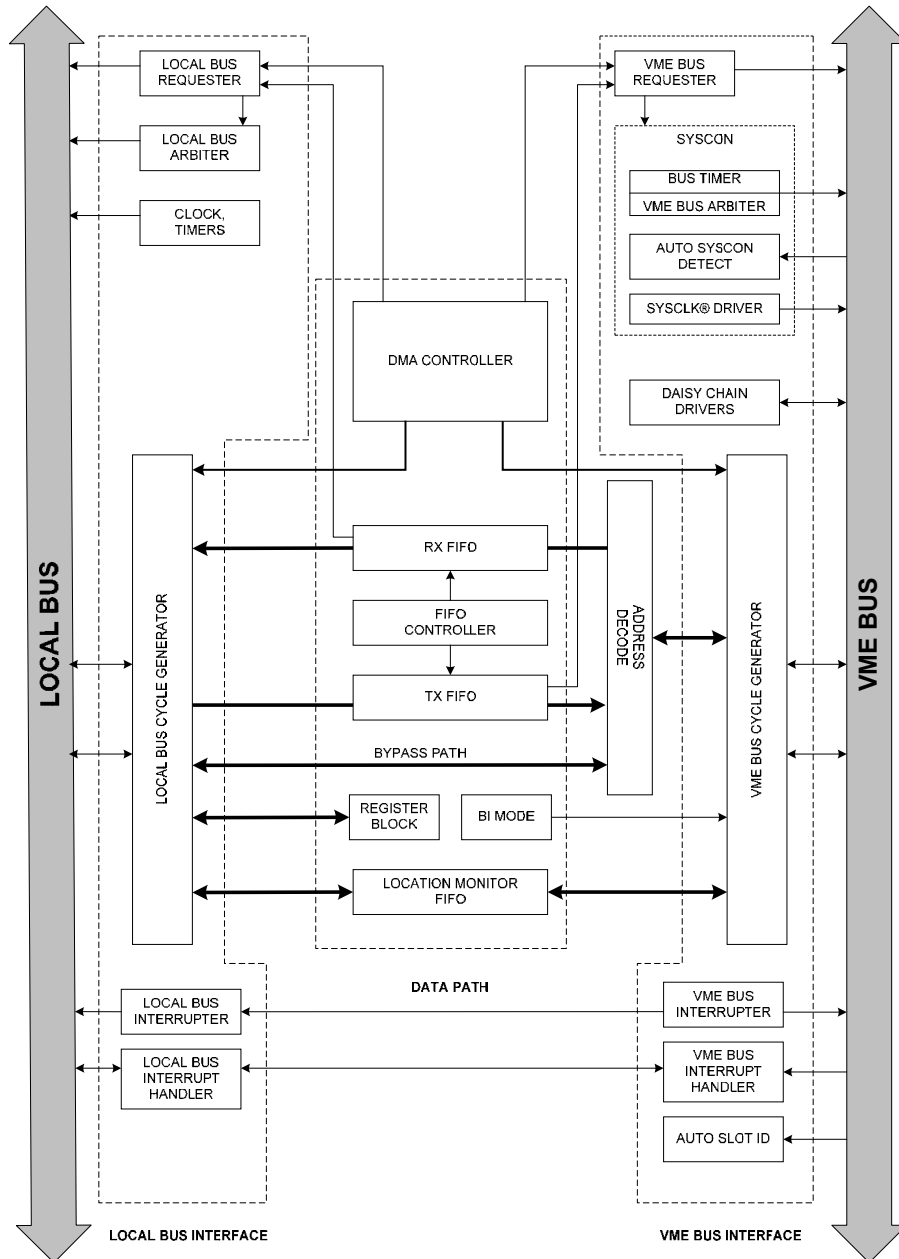 LOCAL BUS
REQUESTER
VME BUS
REQUESTER
LOCAL BUS
ARBITER
SYSCON
CLOCK,
TIMERS
BUS TIMER
VME BUS ARBITER
AUTO SYSCON
DETECT
SYSCLK® DRIVER
DMA CONTROLLER
DAISY CHAIN
DRIVERS
LOCAL BUS
LOCAL BUS CYCLE GENERATOR
RX FIFO
FIFO
CONTROLLER
TX FIFO
ADDRESS
DECODE
VME BUS CYCLE GENERATOR
VME BUS
BYPASS PATH
REGISTER
BLOCK
BI MODE
LOCATION MONITOR
FIFO
DATA PATH
LOCAL BUS
INTERRUPTER
VME BUS
INTERRUPTER
LOCAL BUS
INTERRUPT
HANDLER
VME BUS
INTERRUPT
HANDLER
AUTO SLOT ID
LOCAL BUS INTERFACE
VME BUS INTERFACE